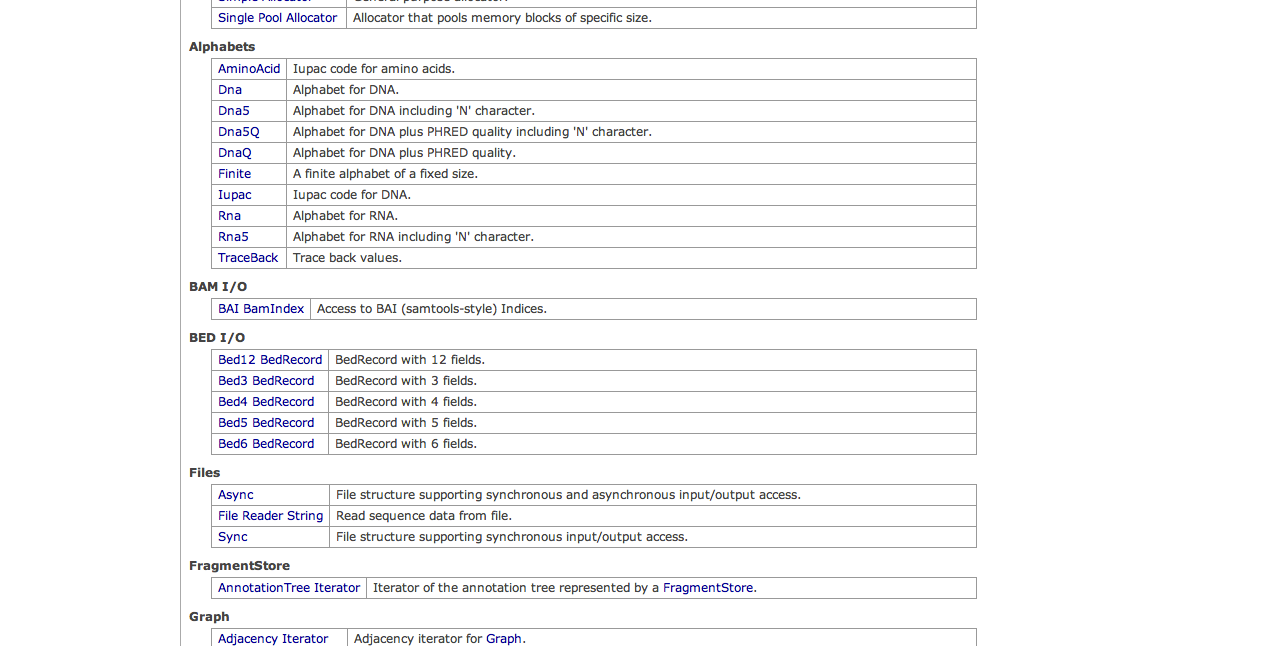 Simple Allocator General purpose allocator.
Single Pool Allocator Allocator that pools memory blocks of specific size.
Alphabets
AminoAcid Iupac code for amino acids.
Dna Alphabet for DNA.
Dna5 Alphabet for DNA including 'N' character.
Dna5Q Alphabet for DNA plus PHRED quality including 'N' character.
DnaQ Alphabet for DNA plus PHRED quality.
Finite A finite alphabet of a fixed size.
Iupac Iupac code for DNA.
Rna Alphabet for RNA.
Rna5 Alphabet for RNA including 'N' character.
TraceBack Trace back values.
BAM I/O
BAI BamIndex Access to BAI (samtools-style) Indices.
BED I/O
Bed12 BedRecord BedRecord with 12 fields.
Bed3 BedRecord BedRecord with 3 fields.
Bed4 BedRecord BedRecord with 4 fields.
Bed5 BedRecord BedRecord with 5 fields.
Bed6 BedRecord BedRecord with 6 fields.
Files
Async File structure supporting synchronous and asynchronous input/output access.
File Reader String Read sequence data from file.
Sync File structure supporting synchronous input/output access.
FragmentStore
AnnotationTree Iterator Iterator of the annotation tree represented by a FragmentStore.
Graph
Adjacency Iterator Adjacency iterator for Graph.